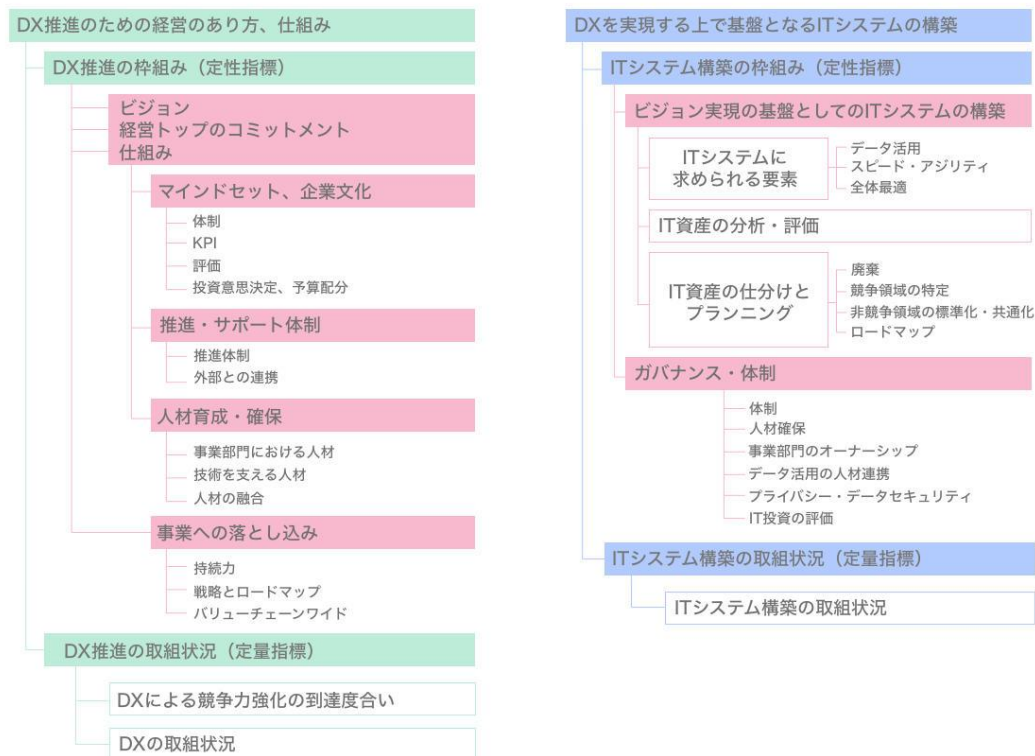 DX推進のための経営のあり方、仕組み
DX推進の枠組み（定性指標）
ビジョン
経営トップのコミットメント
仕組み
マインドセット、企業文化
体制
KPI
評価
投資意思決定、予算配分
推進・サポート体制
推進体制
外部との連携
人材育成・確保
事業部門における人材
技術を支える人材
人材の融合
事業への落とし込み
持続力
戦略とロードマップ
バリューチェーンワイド
DX推進の取組状況（定量指標）
DXによる競争力強化の到達度合い
DXの取組状況
DXを実現する上で基盤となるITシステムの構築
ITシステム構築の枠組み（定性指標）
ビジョン実現の基盤としてのITシステムの構築
ITシステムに
求められる要素
データ活用
スピード・アジリティ
全体最適
IT資産の分析・評価
IT資産の仕分けと
プランニング
廃棄
競争領域の特定
非競争領域の標準化・共通化
ロードマップ
ガバナンス・体制
体制
人材確保
事業部門のオーナーシップ
データ活用の人材連携
プライバシー・データセキュリティ
IT投資の評価
ITシステム構築の取組状況（定量指標）
ITシステム構築の取組状況